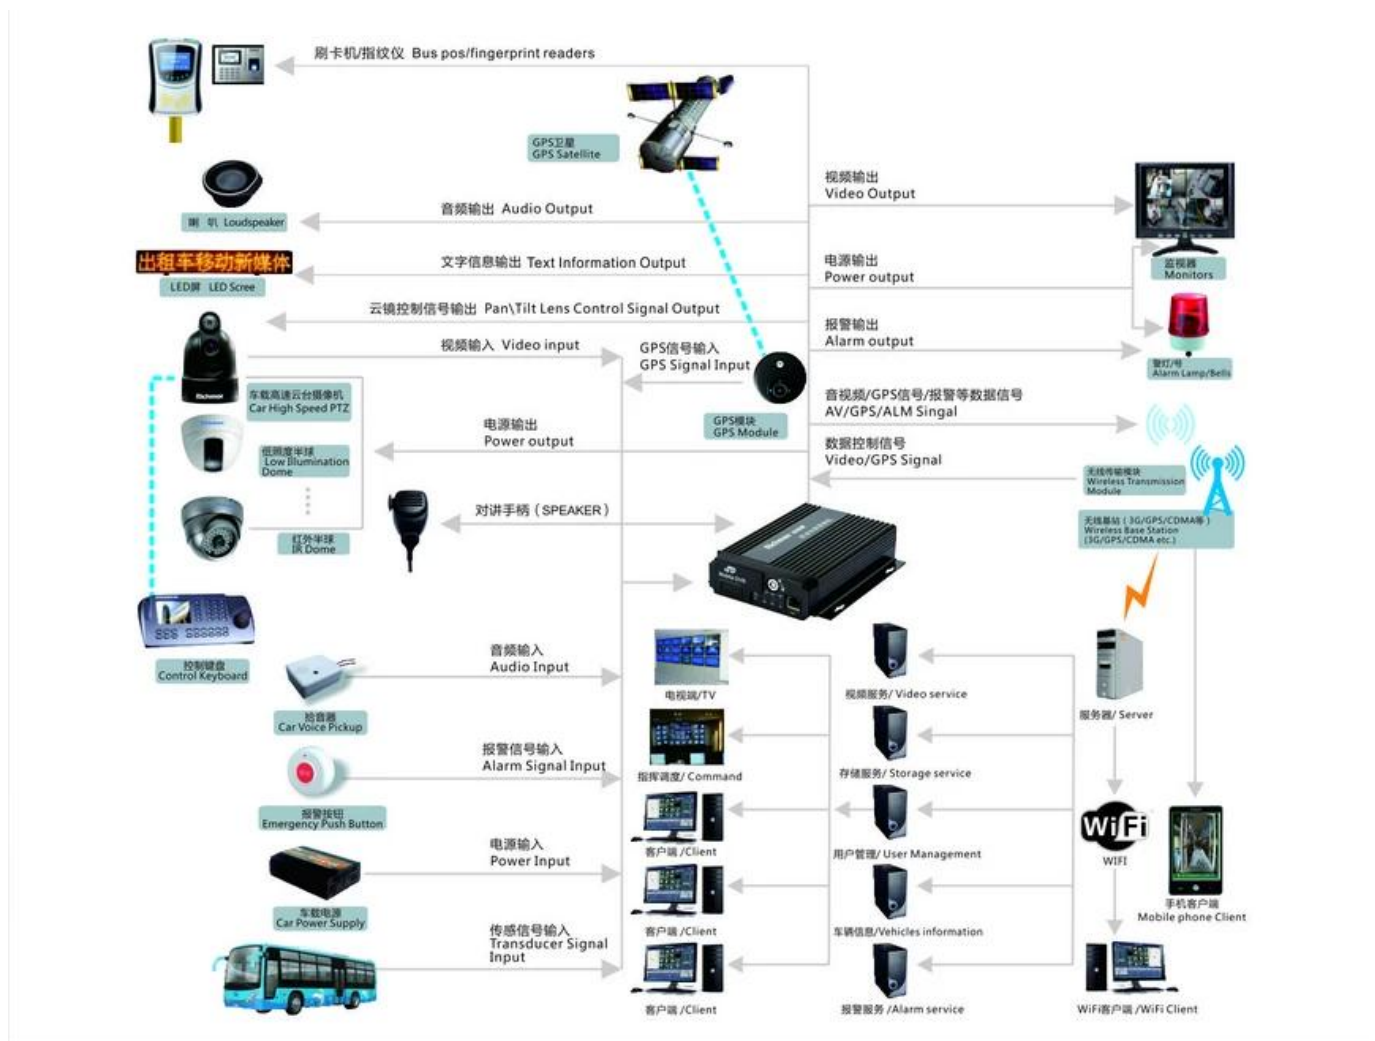 刷卡机/指纹仪 Bus pos/fingerprint readers
GPS卫星
GPS Satellite
视频输出
Video Output
音频输出 Audio Output
喇 叭 Loudspeaker
出租车移动新媒体
文字信息输出 Text Information Output
LED屏 LED Scree
电源输出
Power output
监视器
Monitors
云镜控制信号输出 Pan\Tilt Lens Control Signal Output
报警输出
Alarm output
视频输入 Video input
GPS信号输入
GPS Signal Input
警灯/号
Alarm Lamp/Bells
车载高速云台摄像机
Car High Speed PTZ
音视频/GPS信号/报警等数据信号
AV/GPS/ALM Singal
GPS模块
GPS Module
电源输出
Power output
数据控制信号
Video/GPS Signal
低照度半球
Low Illumination
Dome
无线传输模块
Wireless Transmission
Module
对讲手柄（SPEAKER）
无线基站（3G/GPS/CDMA等）
Wireless Base Station
(3G/GPS/CDMA etc.)
红外半球
IR Dome
控制键盘
Control Keyboard
音频输入
Audio Input
拾音器
Car Voice Pickup
电视端/TV
视频服务/ Video service
服务器/ Server
报警信号输入
Alarm Signal Input
指挥调度/ Command
存储服务/ Storage service
报警按钮
Emergency Push Button
电源输入
Power Input
客户端 /Client
用户管理/ User Management
WiFi
WIFI
车载电源
Car Power Supply
手机客户端
Mobile phone Client
传感信号输入
Transducer Signal
Input
客户端 /Client
车辆信息/Vehicles information
客户端 /Client
报警服务 /Alarm service
WiFi客户端 /WiFi Client